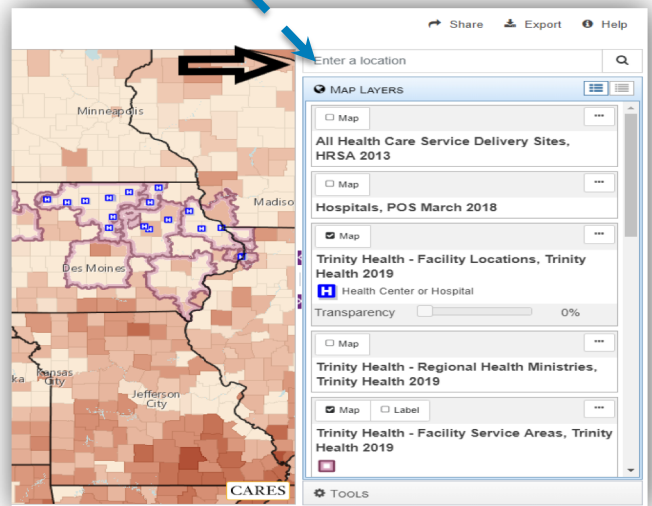 Share Export Help
Enter a location
MAP LAYERS
Map ...
All Health Care Service Delivery Sites,
HRSA 2013
Map ...
Hospitals, POS March 2018
Map ...
Trinity Health - Facility Locations, Trinity
Health 2019
H Health Center or Hospital
Transparency 0%
Map ...
Trinity Health - Regional Health Ministries,
Trinity Health 2019
Map Label ...
Trinity Health - Facility Service Areas, Trinity
Health 2019
TOOLS
Minneapolis
Madiso
Des Moines
ka
Kansas
City
Jefferson
City
CARES